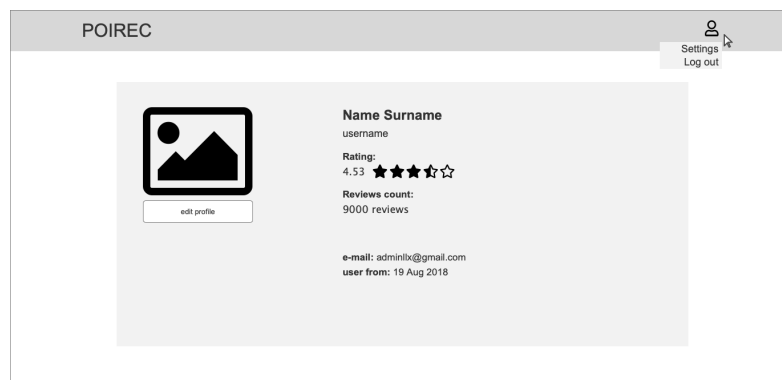 POIREC
Settings
Log out
Name Surname
username
Rating:
4.53
Reviews count:
9000 reviews
edit profile
e-mail: adminllx@gmail.com
user from: 19 Aug 2018